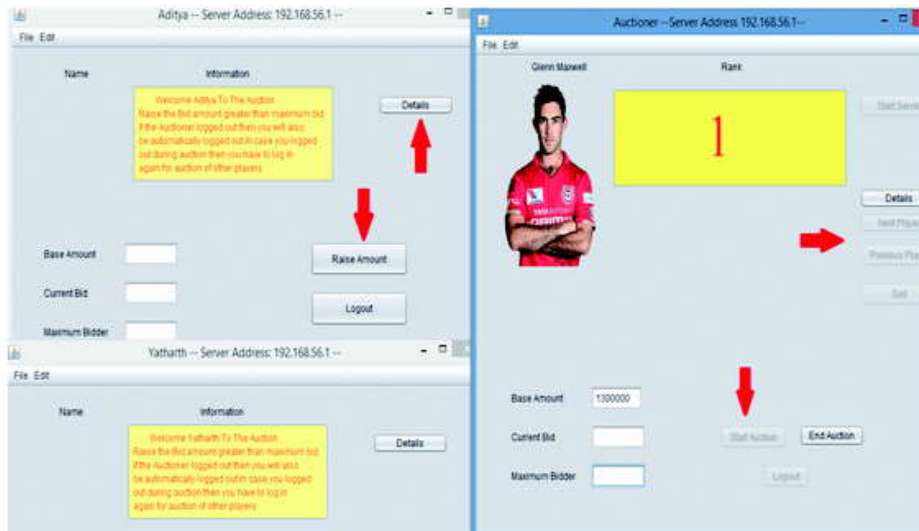 Aditya -- Server Address: 192.168.56.1 --
File Edit
Name Information
Welcome Aditya To The Auction
Raise the Bid amount greater than maximum bid
If the Auctioner logged out then you will also
be automatically logged out.In case you logged
out during auction then you have to log in
again for auction of other players
Details
Base Amount
Raise Amount
Current Bid
Logout
Maximum Bidder
Yatharth -- Server Address: 192.168.56.1 --
File Edit
Name Information
Welcome Yatharth To The Auction
Raise the Bid amount greater than maximum bid
If the Auctioner logged out then you will also
be automatically logged out.In case you logged
out during auction then you have to log in
again for auction of other players
Details
Auctioner --Server Address 192.168.56.1--
File Edit
Glenn Maxwell Rank
1
Start Server
Details
Next Player
Previous Play
Sell
Base Amount 1300000
Current Bid
Start Auction End Auction
Maximum Bidder
Logout